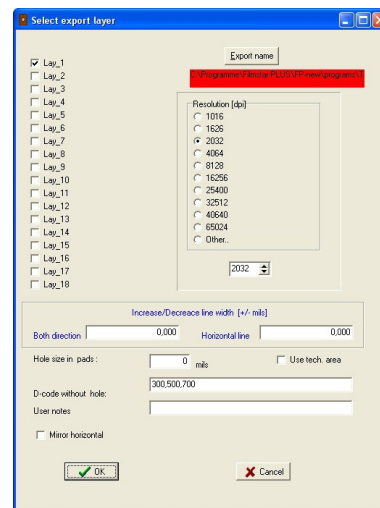 Select export layer
Export name
C:\Programme\Filmstar-PLUS\FP-new\programs\T
Lay_1
Lay_2
Lay_3
Lay_4
Lay_5
Lay_6
Lay_7
Lay_8
Lay_9
Lay_10
Lay_11
Lay_12
Lay_13
Lay_14
Lay_15
Lay_16
Lay_17
Lay_18
Resolution [dpi]
1016
1626
2032
4064
8128
16256
25400
32512
40640
65024
Other..
2032
Increase/Decreace line width [+/- mils]
Both direction 0,000 Horizontal line 0,000
Hole size in pads : 0 mils Use tech. area
D-code without hole: 300,500,700
User notes
Mirror horizontal
OK Cancel